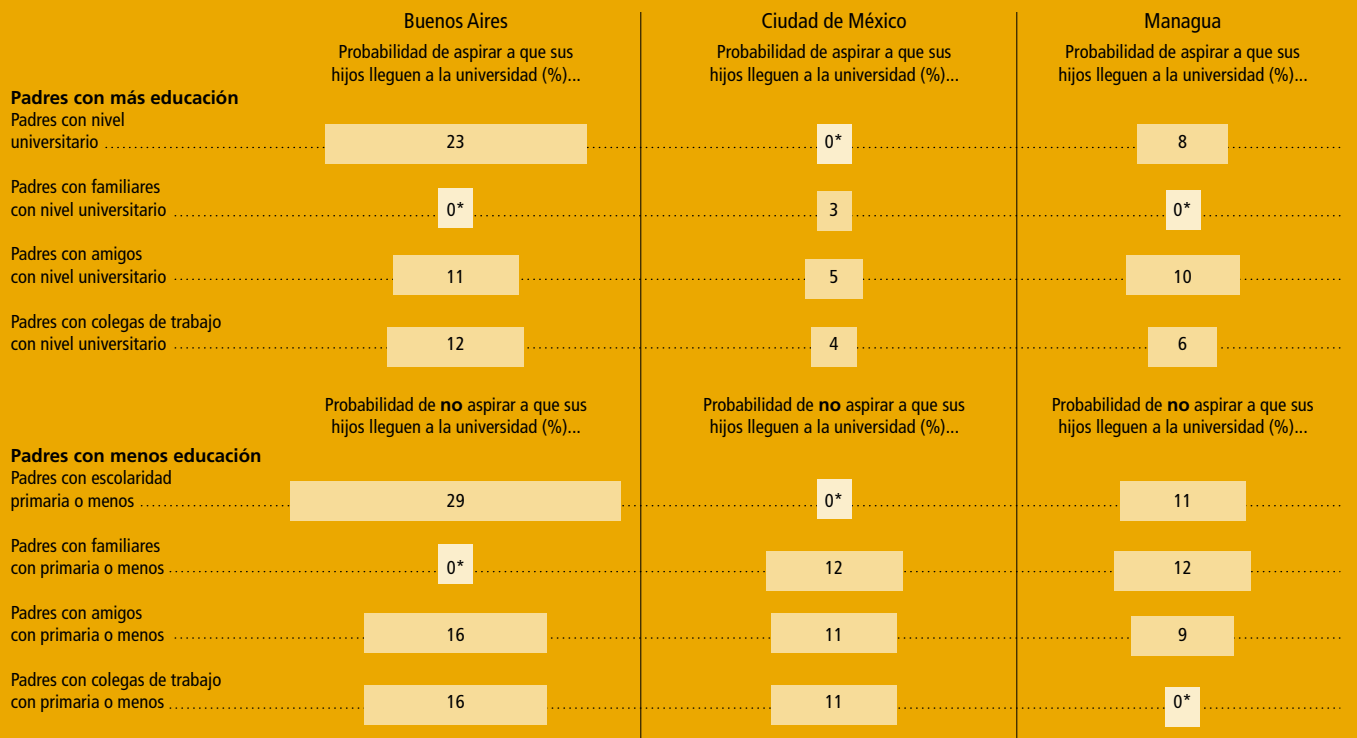 Buenos Aires
Ciudad de México
Managua
Probabilidad de aspirar a que sus
hijos lleguen a la universidad (%)...
Probabilidad de aspirar a que sus
hijos lleguen a la universidad (%)...
Probabilidad de aspirar a que sus
hijos lleguen a la universidad (%)...
Padres con más educación
Padres con nivel
universitario 23 0* 8
Padres con familiares
con nivel universitario 0* 3 0*
Padres con amigos
con nivel universitario 11 5 10
Padres con colegas de trabajo
con nivel universitario 12 4 6
Probabilidad de no aspirar a que sus
hijos lleguen a la universidad (%)...
Probabilidad de no aspirar a que sus
hijos lleguen a la universidad (%)...
Probabilidad de no aspirar a que sus
hijos lleguen a la universidad (%)...
Padres con menos educación
Padres con escolaridad
primaria o menos 29 0* 11
Padres con familiares
con primaria o menos 0* 12 12
Padres con amigos
con primaria o menos 16 11 9
Padres con colegas de trabajo
con primaria o menos 16 11 0*